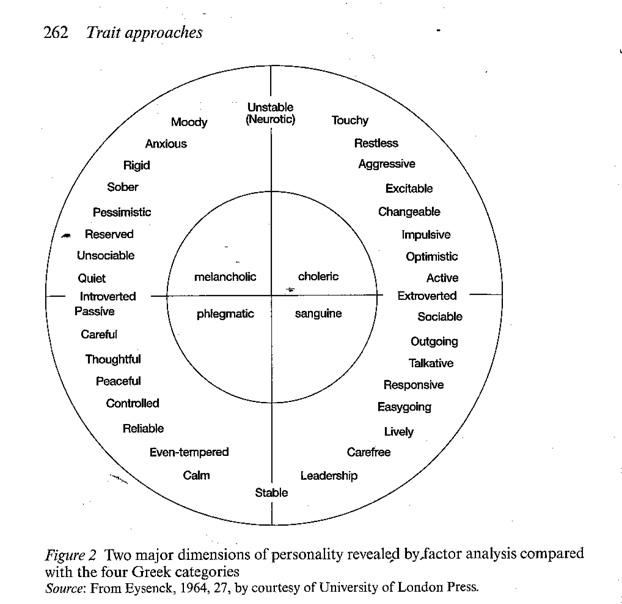 262 Trait approaches
Unstable
(Neurotic)
Moody
Touchy
Anxious
Restless
Rigid
Aggressive
Sober
Excitable
Pessimistic
Changeable
Reserved
Impulsive
Unsociable
Optimistic
Quiet
melancholic
choleric
Active
Introverted
Extroverted
Passive
phlegmatic
sanguine
Sociable
Careful
Outgoing
Thoughtful
Talkative
Peaceful
Responsive
Controlled
Easygoing
Reliable
Lively
Even-tempered
Carefree
Calm
Leadership
Stable
Figure 2 Two major dimensions of personality revealed by factor analysis compared
with the four Greek categories
Source: From Eysenck, 1964, 27, by courtesy of University of London Press.